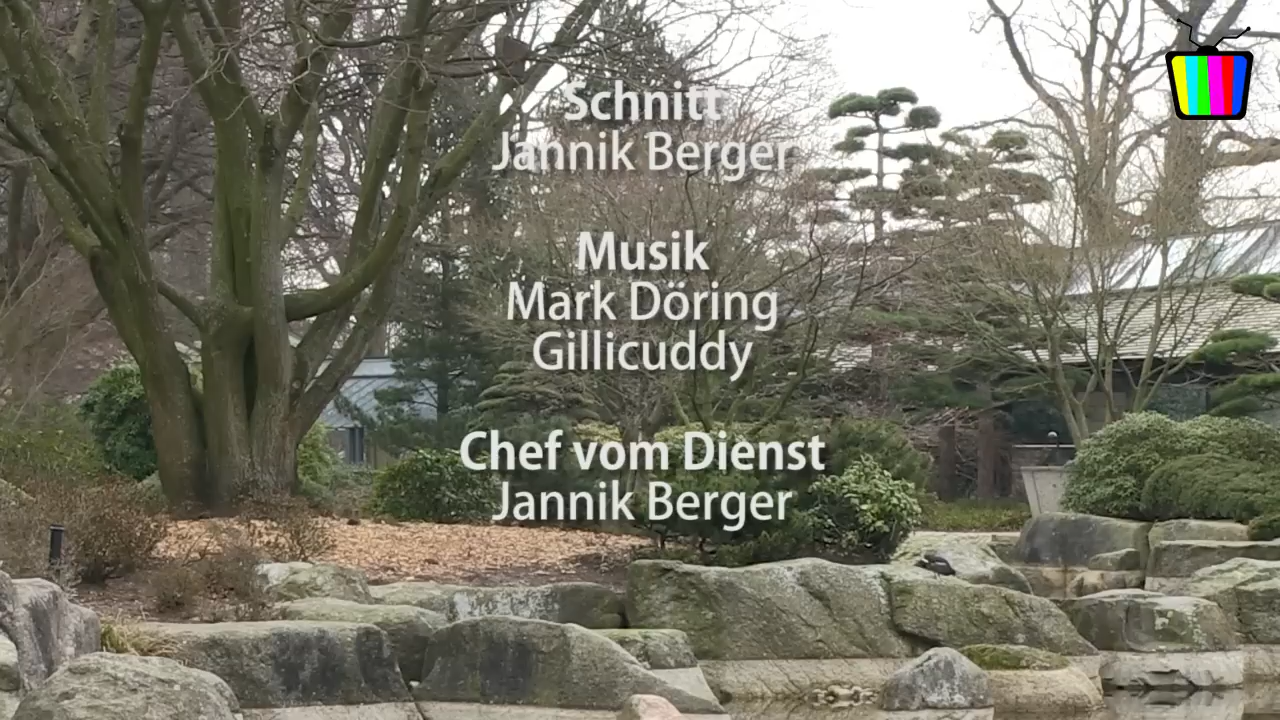 Schnitt
Jannik Berger
Musik
Mark Döring
Gillicuddy
Chef vom Dienst
Jannik Berger